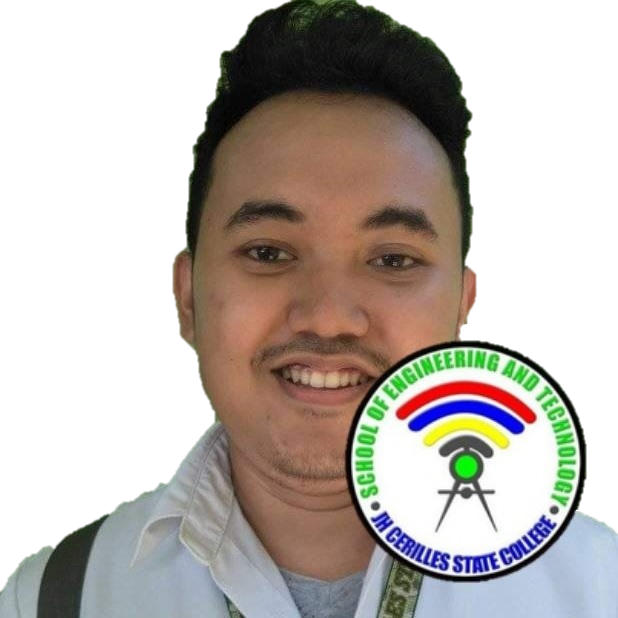 SCHOOL OF ENGINEERING AND TECHNOLOGY
JH CERILLES STATE COLLEGE